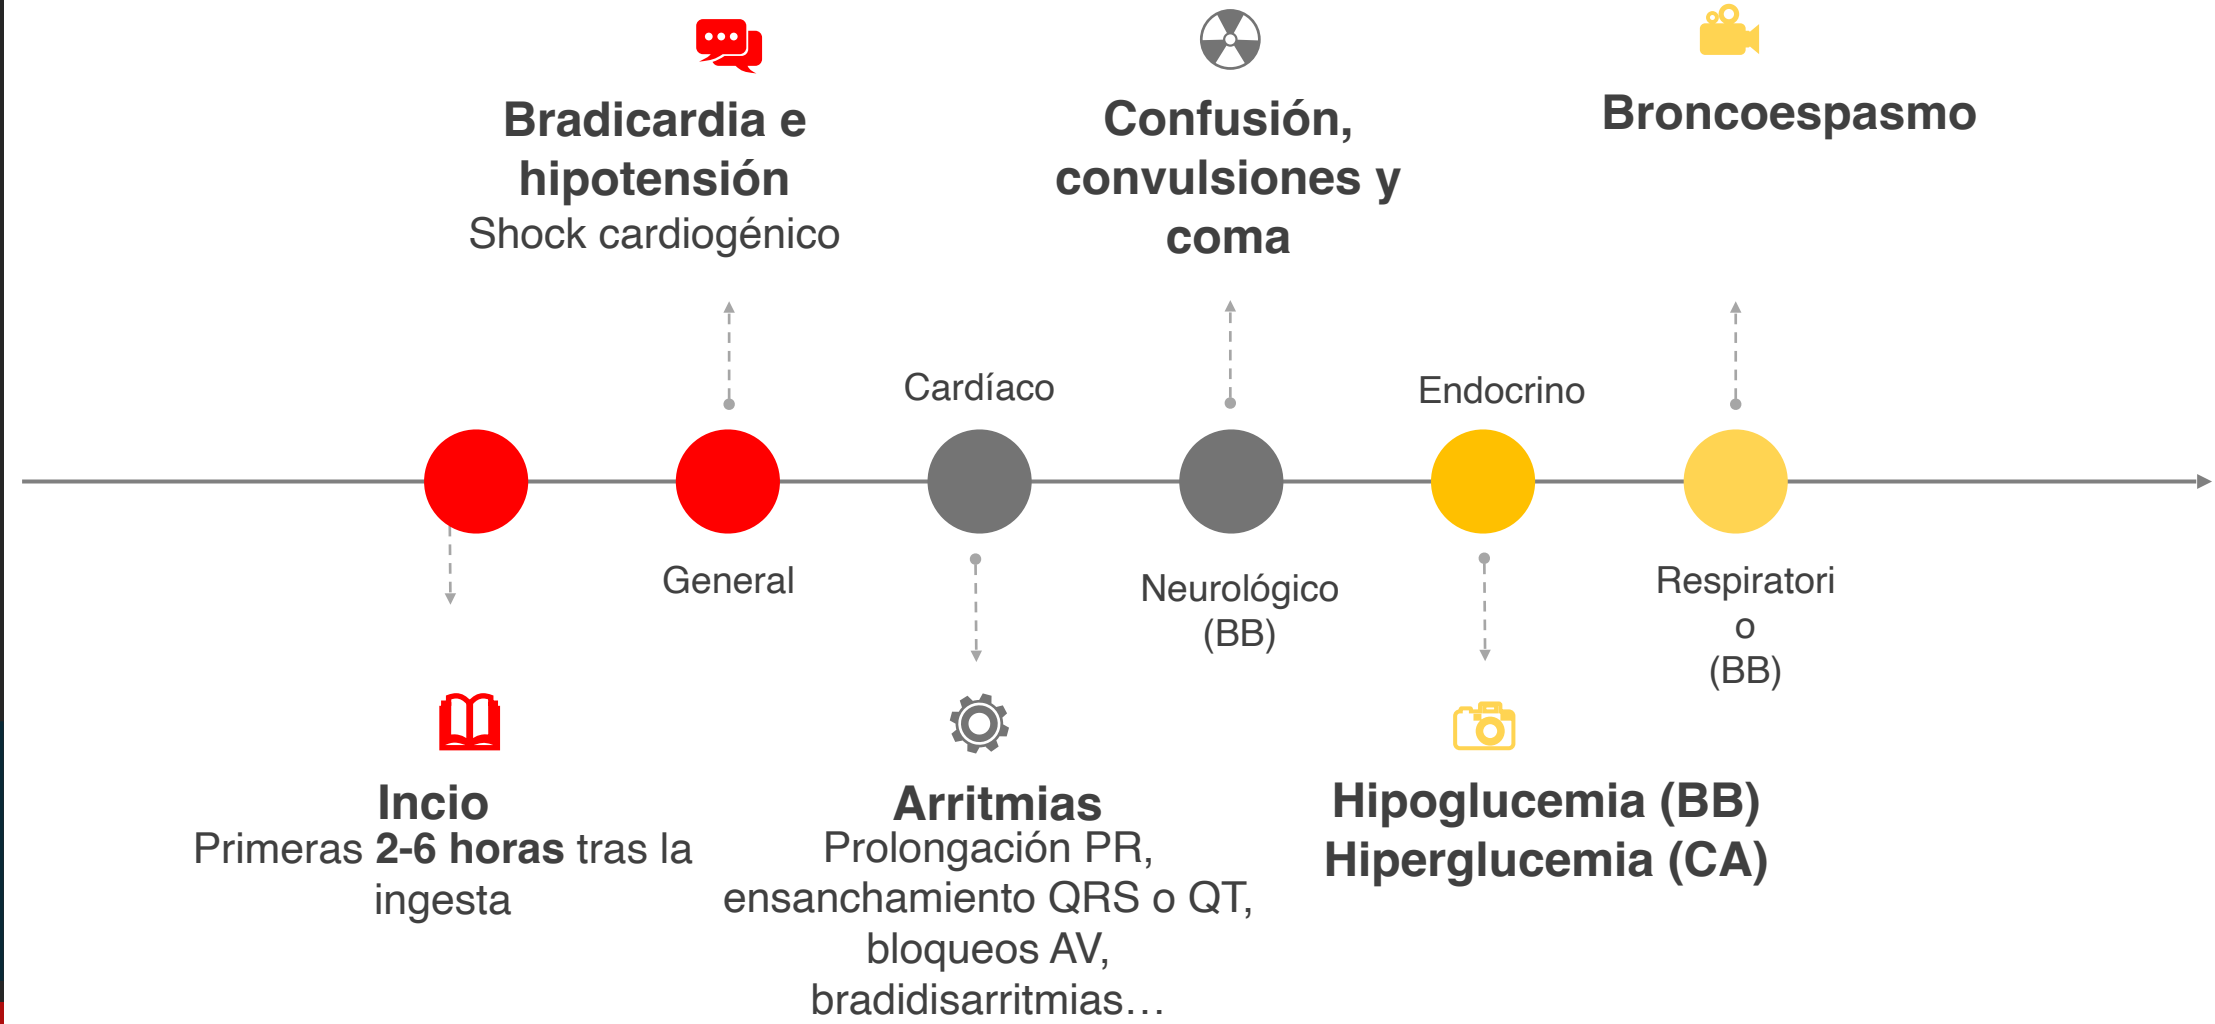 Bradicardia e
hipotensión
Shock cardiogénico
Confusión,
convulsiones y
coma
Broncoespasmo
Cardíaco
Endocrino
General
Neurológico
(BB)
Respiratori
o
(BB)
Incio
Primeras 2-6 horas tras la
ingesta
Arritmias
Prolongación PR,
ensanchamiento QRS o QT,
bloqueos AV,
bradidisarritmias…
Hipoglucemia (BB)
Hiperglucemia (CA)